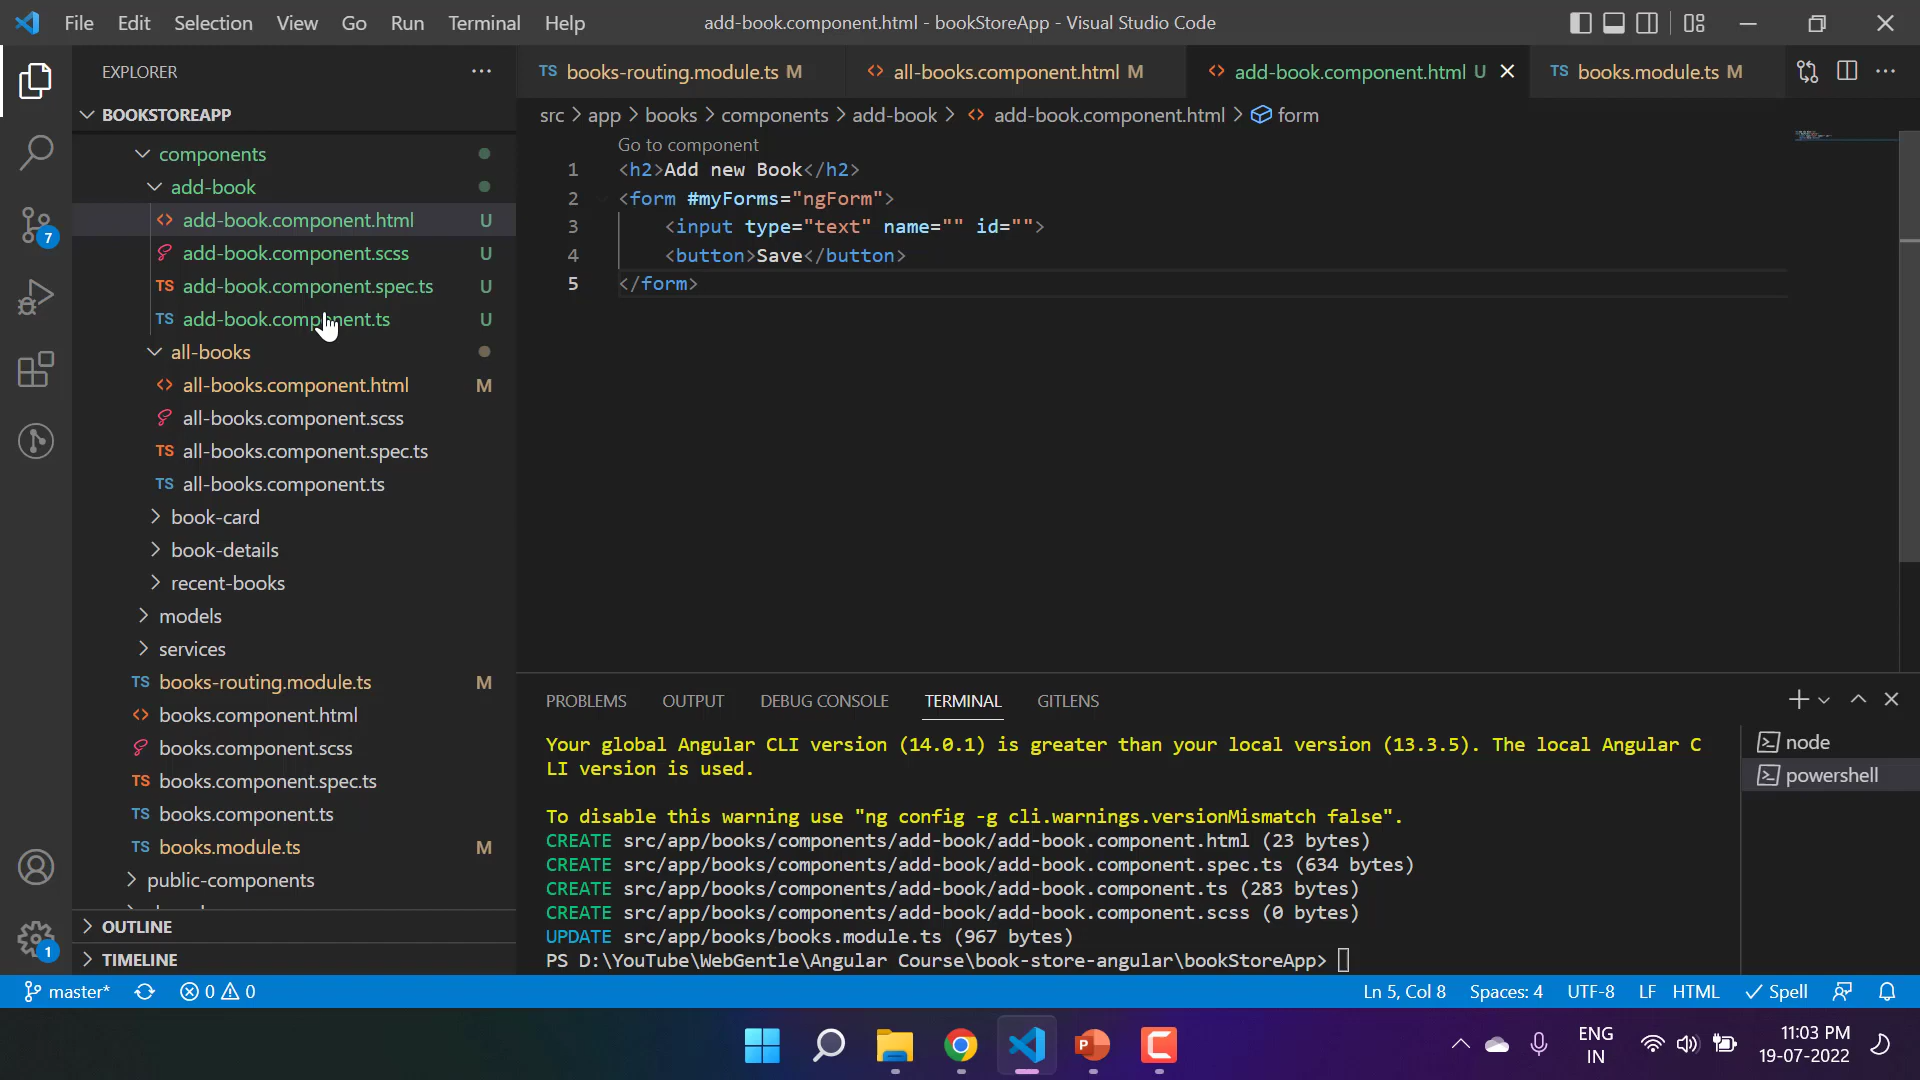 File Edit Selection View Go Run Terminal Help
add-book.component.html - bookStoreApp - Visual Studio Code
EXPLORER
BOOKSTOREAPP
components
add-book
add-book.component.html U
add-book.component.scss U
TS add-book.component.spec.ts U
TS add-book.component.ts U
all-books
all-books.component.html M
all-books.component.scss
TS all-books.component.spec.ts
TS all-books.component.ts
book-card
book-details
recent-books
models
services
TS books-routing.module.ts M
books.component.html
books.component.scss
TS books.component.spec.ts
TS books.component.ts
TS books.module.ts M
public-components
OUTLINE
TIMELINE
7
1
TS books-routing.module.ts M
all-books.component.html M
add-book.component.html U
TS books.module.ts M
src > app > books > components > add-book > add-book.component.html > form
Go to component
1 <h2>Add new Book</h2>
2 <form #myForms="ngForm">
3 <input type="text" name="" id="">
4 <button>Save</button>
5 </form>
PROBLEMS OUTPUT DEBUG CONSOLE TERMINAL GITLENS
Your global Angular CLI version (14.0.1) is greater than your local version (13.3.5). The local Angular C
LI version is used.
To disable this warning use "ng config -g cli.warnings.versionMismatch false".
CREATE src/app/books/components/add-book/add-book.component.html (23 bytes)
CREATE src/app/books/components/add-book/add-book.component.spec.ts (634 bytes)
CREATE src/app/books/components/add-book/add-book.component.ts (283 bytes)
CREATE src/app/books/components/add-book/add-book.component.scss (0 bytes)
UPDATE src/app/books/books.module.ts (967 bytes)
PS D:\YouTube\WebGentle\Angular Course\book-store-angular\bookStoreApp>
node
powershell
master* 0 0
Ln 5, Col 8 Spaces: 4 UTF-8 LF HTML Spell
P
ENG
IN
11:03 PM
19-07-2022